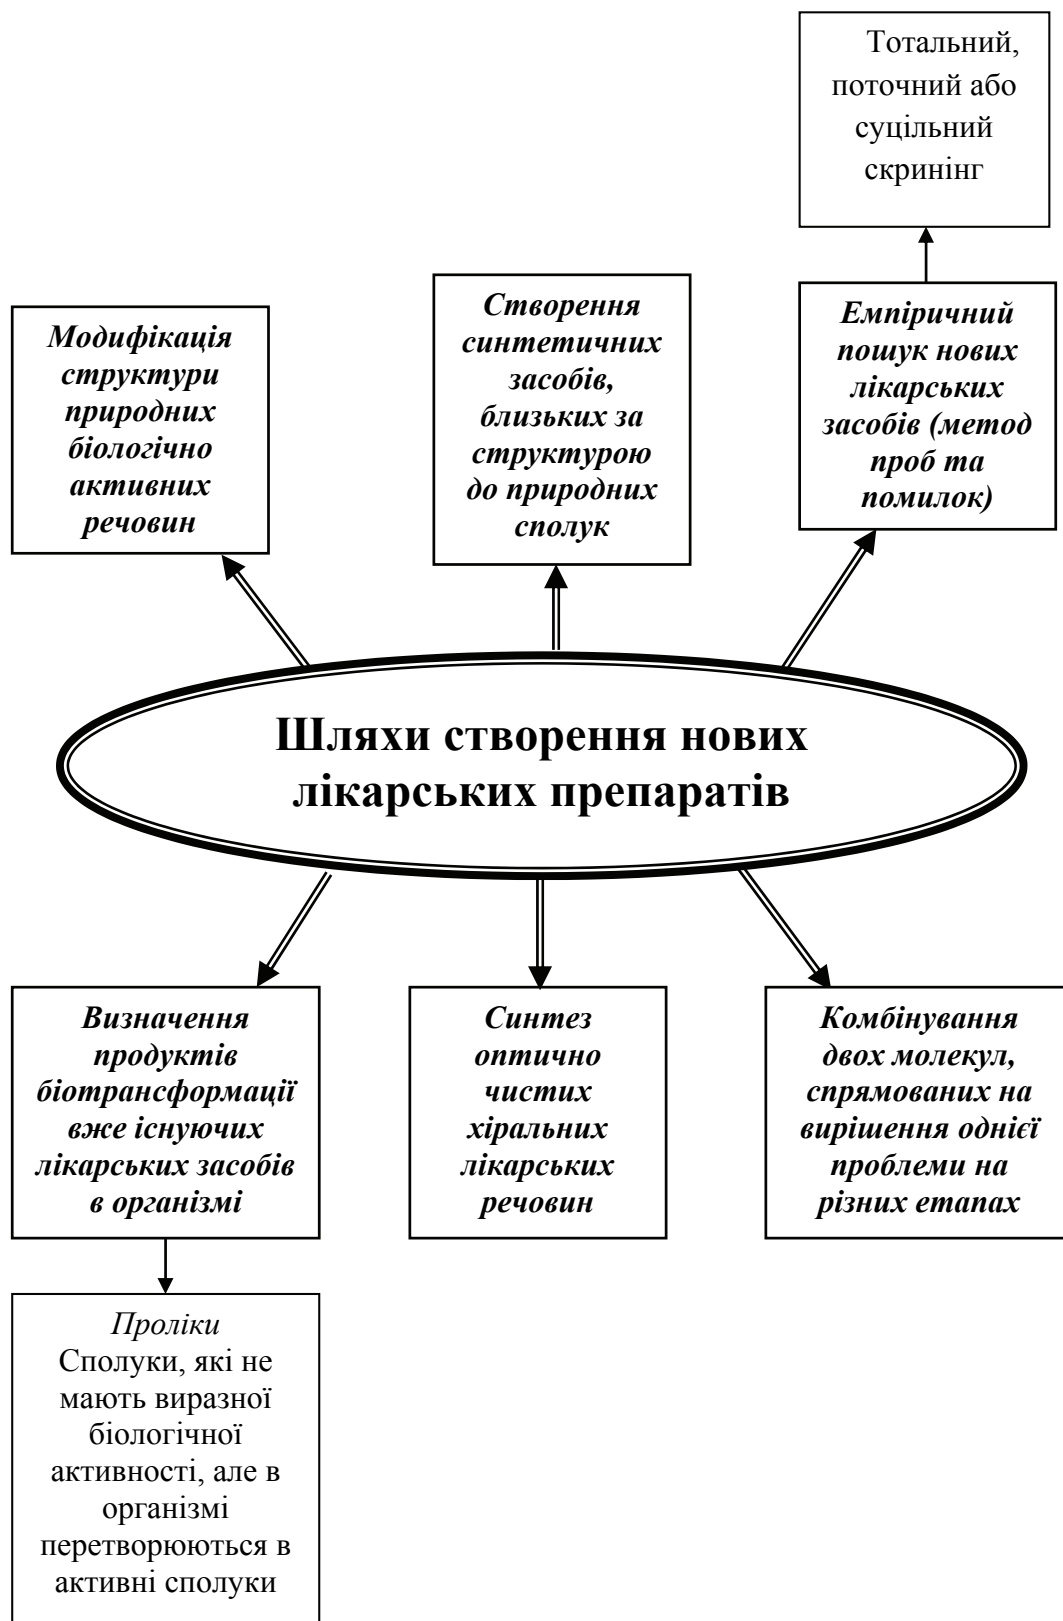 Тотальний,
поточний або
суцільний
скринінг
Модифікація
структури
природних
біологічно
активних
речовин
Створення
синтетичних
засобів,
близьких за
структурою
до природних
сполук
Емпіричний
пошук нових
лікарських
засобів (метод
проб та
помилок)
Шляхи створення нових
лікарських препаратів
Визначення
продуктів
біотрансформації
вже існуючих
лікарських засобів
в організмі
Синтез
оптично
чистих
хіральних
лікарських
речовин
Комбінування
двох молекул,
спрямованих на
вирішення однієї
проблеми на
різних етапах
Проліки
Сполуки, які не
мають виразної
біологічної
активності, але в
організмі
перетворюються в
активні сполуки